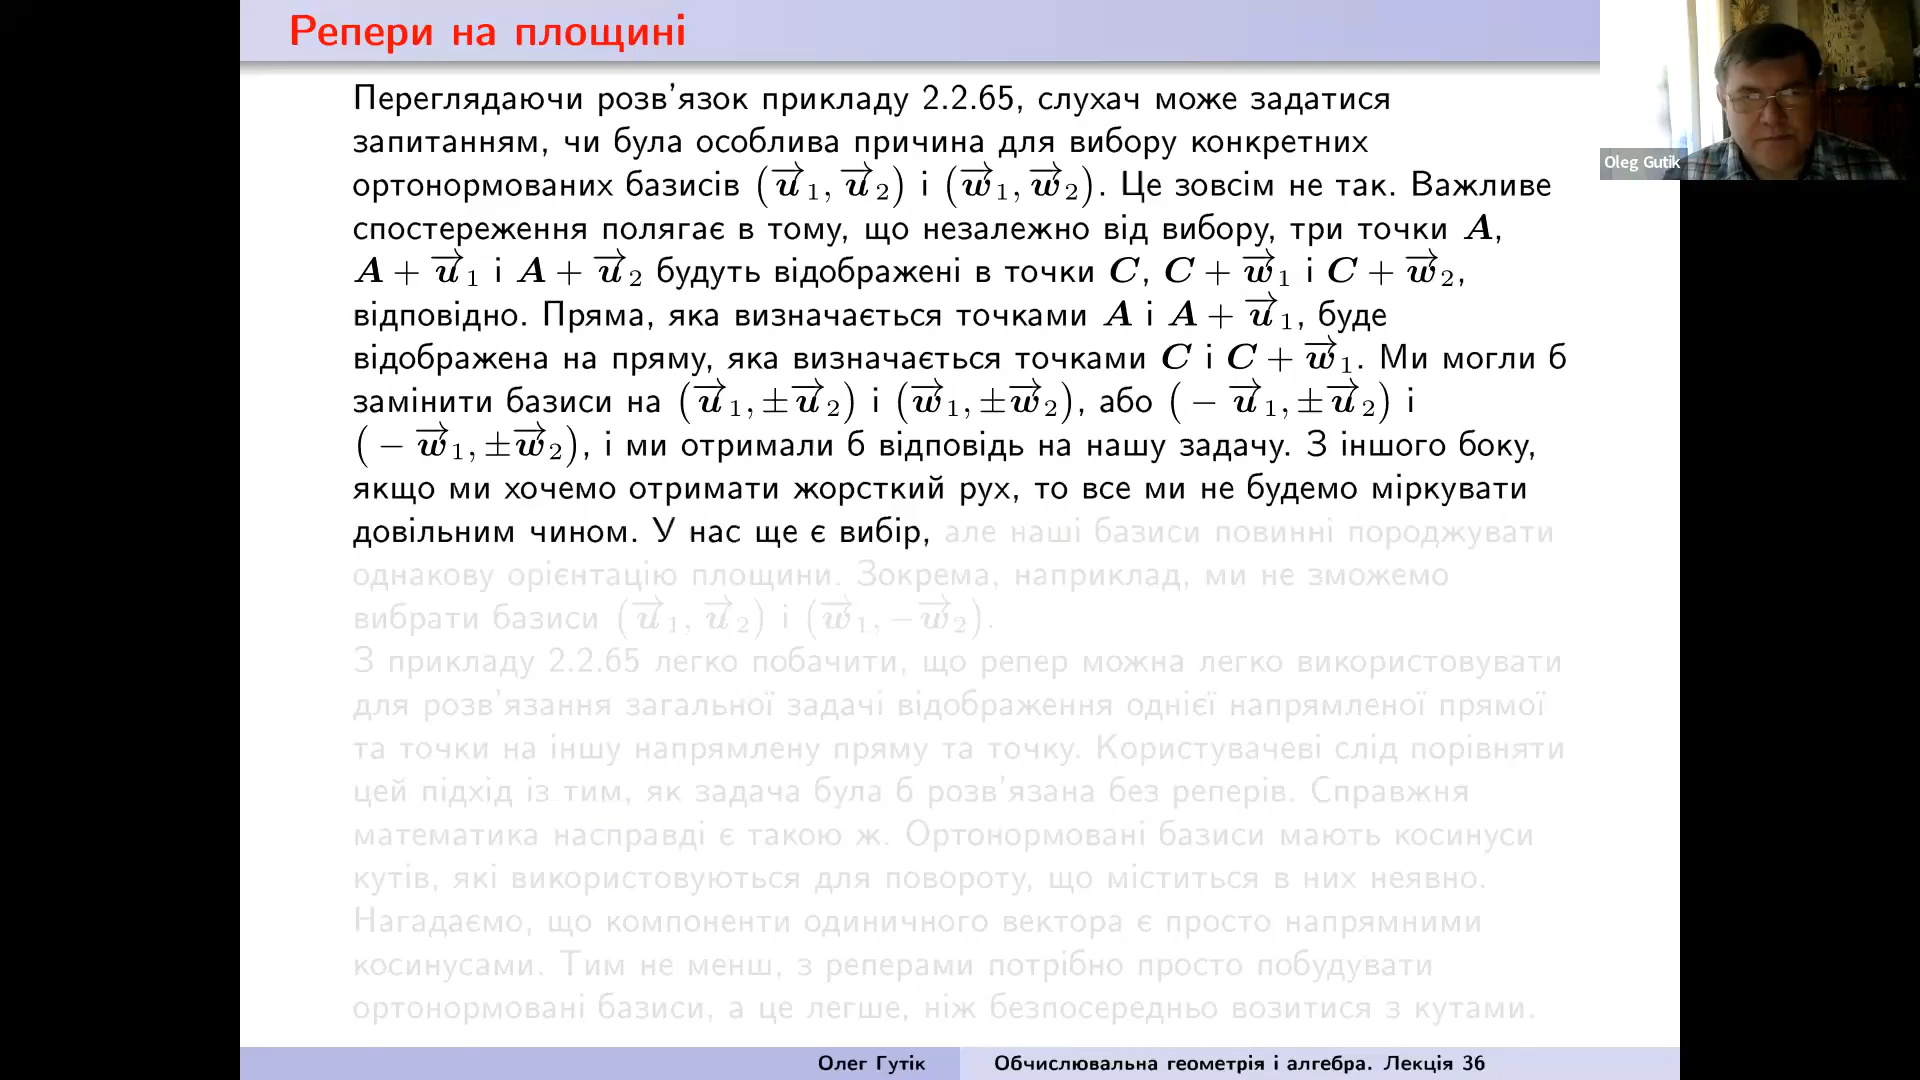 Репери на площині
Переглядаючи розв'язок прикладу 2.2.65, слухач може задатися
запитанням, чи була особлива причина для вибору конкретних
ортонормованих базисів (u⃗₁, u⃗₂) і (w⃗₁, w⃗₂). Це зовсім не так. Важливе
спостереження полягає в тому, що незалежно від вибору, три точки A,
A + u⃗₁ і A + u⃗₂ будуть відображені в точки C, C + w⃗₁ і C + w⃗₂,
відповідно. Пряма, яка визначається точками A і A + u⃗₁, буде
відображена на пряму, яка визначається точками C і C + w⃗₁. Ми могли б
замінити базиси на (u⃗₁, ±u⃗₂) і (w⃗₁, ±w⃗₂), або (− u⃗₁, ±u⃗₂) і
(− w⃗₁, ±w⃗₂), і ми отримали б відповідь на нашу задачу. З іншого боку,
якщо ми хочемо отримати жорсткий рух, то все ми не будемо міркувати
довільним чином. У нас ще є вибір, але наші базиси повинні породжувати
однакову орієнтацію площини. Зокрема, наприклад, ми не зможемо
вибрати базиси (u⃗₁, u⃗₂) і (w⃗₁, −w⃗₂).
З прикладу 2.2.65 легко побачити, що репер можна легко використовувати
для розв'язання загальної задачі відображення однієї напрямленої прямої
та точки на іншу напрямлену пряму та точку. Користувачеві слід порівняти
цей підхід із тим, як задача була б розв'язана без реперів. Справжня
математика насправді є такою ж. Ортонормовані базиси мають косинуси
кутів, які використовуються для повороту, що міститься в них неявно.
Нагадаємо, що компоненти одиничного вектора є просто напрямними
косинусами. Тим не менш, з реперами потрібно просто побудувати
ортонормовані базиси, а це легше, ніж безпосередньо возитися з кутами.
Олег Гутік
Обчислювальна геометрія і алгебра. Лекція 36
Oleg Gutik